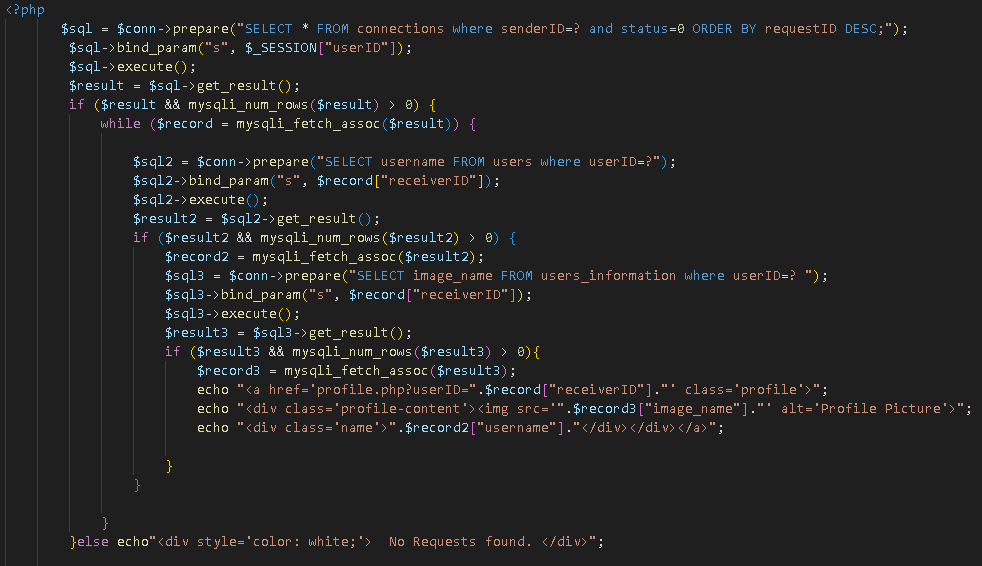 <?php
$sql = $conn->prepare("SELECT * FROM connections where senderID=? and status=0 ORDER BY requestID DESC;");
$sql->bind_param("s", $_SESSION["userID"]);
$sql->execute();
$result = $sql->get_result();
if ($result && mysqli_num_rows($result) > 0) {
while ($record = mysqli_fetch_assoc($result)) {
$sql2 = $conn->prepare("SELECT username FROM users where userID=?");
$sql2->bind_param("s", $record["receiverID"]);
$sql2->execute();
$result2 = $sql2->get_result();
if ($result2 && mysqli_num_rows($result2) > 0) {
$record2 = mysqli_fetch_assoc($result2);
$sql3 = $conn->prepare("SELECT image_name FROM users_information where userID=? ");
$sql3->bind_param("s", $record["receiverID"]);
$sql3->execute();
$result3 = $sql3->get_result();
if ($result3 && mysqli_num_rows($result3) > 0){
$record3 = mysqli_fetch_assoc($result3);
echo "<a href='profile.php?userID=".$record["receiverID"]."' class='profile'>";
echo "<div class='profile-content'><img src='".$record3["image_name"]."' alt='Profile Picture'>";
echo "<div class='name'>".$record2["username"]."</div></div></a>";
}
}
}
}else echo"<div style='color: white;'>  No Requests found. </div>";